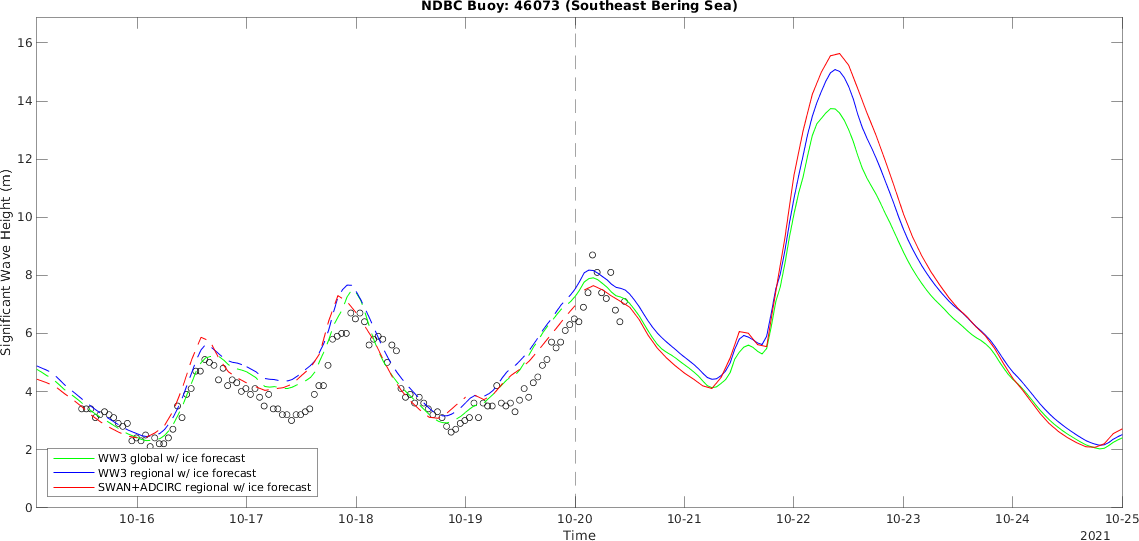 NDBC Buoy: 46073 (Southeast Bering Sea)
Significant Wave Height (m)
16
14
12
10
8
6
4
2
0
WW3 global w/ ice forecast
WW3 regional w/ ice forecast
SWAN+ADCIRC regional w/ ice forecast
10-16 10-17 10-18 10-19 10-20 10-21 10-22 10-23 10-24 10-25
Time
2021